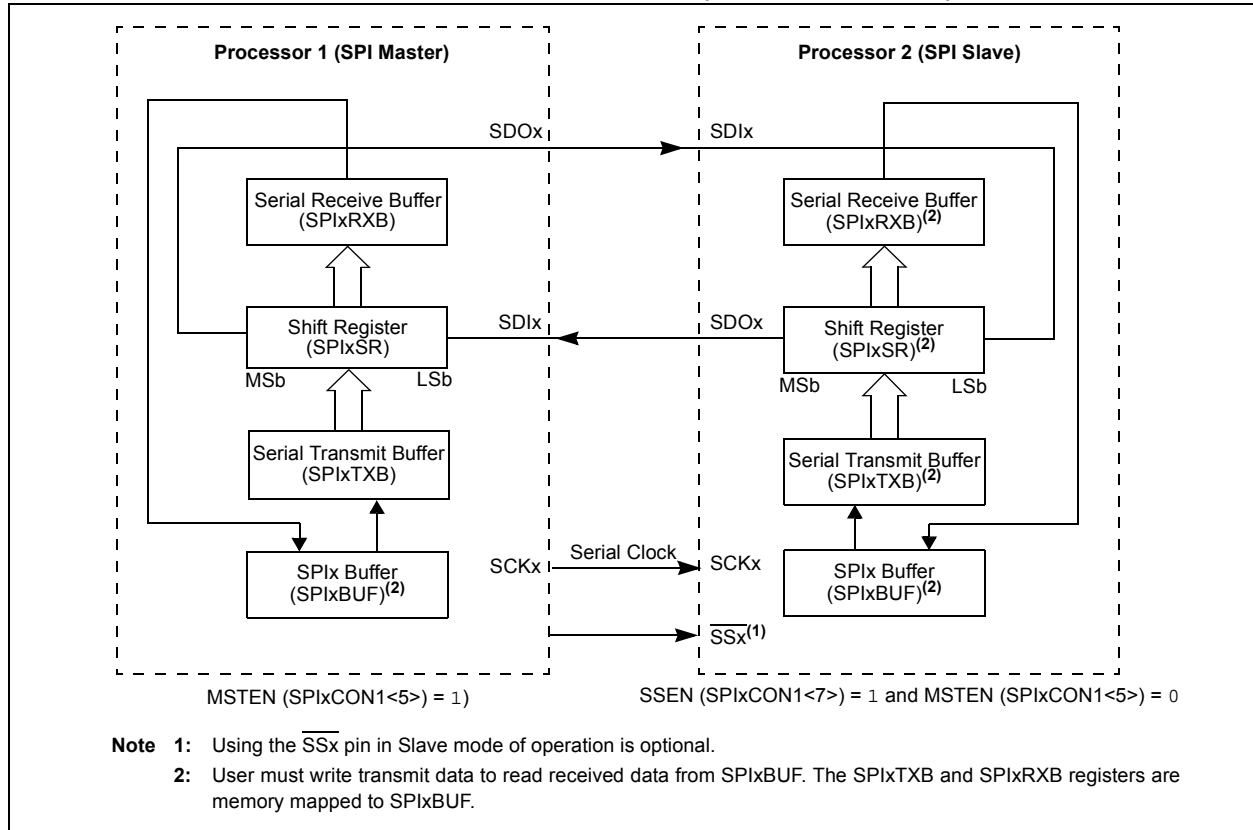 Processor 1 (SPI Master)
Processor 2 (SPI Slave)
SDOx
SDIx
Serial Receive Buffer
(SPIxRXB)
Serial Receive Buffer
(SPIxRXB)(2)
Shift Register
(SPIxSR)
SDIx
SDOx
Shift Register
(SPIxSR)(2)
MSb
LSb
MSb
LSb
Serial Transmit Buffer
(SPIxTXB)
Serial Transmit Buffer
(SPIxTXB)(2)
SPIx Buffer
(SPIxBUF)(2)
SCKx
Serial Clock
SCKx
SPIx Buffer
(SPIxBUF)(2)
SSx(1)
MSTEN (SPIxCON1<5>) = 1)
SSEN (SPIxCON1<7>) = 1 and MSTEN (SPIxCON1<5>) = 0
Note 1: Using the SSx pin in Slave mode of operation is optional.
2: User must write transmit data to read received data from SPIxBUF. The SPIxTXB and SPIxRXB registers are
memory mapped to SPIxBUF.